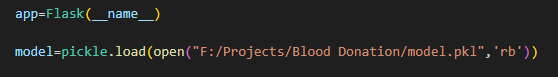 app=Flask(__name__)
model=pickle.load(open("F:/Projects/Blood Donation/model.pkl",'rb'))